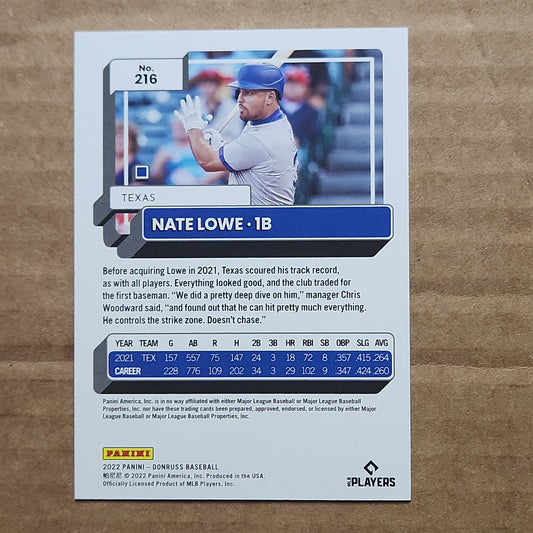 No.
216
TEXAS
NATE LOWE · 1B
Before acquiring Lowe in 2021, Texas scoured his track record,
as with all players. Everything looked good, and the club traded for
the first baseman. “We did a pretty deep dive on him,” manager Chris
Woodward said, “and found out that he can hit pretty much everything.
He controls the strike zone. Doesn’t chase.”
YEAR TEAM G AB R H 2B 3B HR RBI SB OBP SLG AVG
2021 TEX 157 557 75 147 24 3 18 72 8 .357 .415 .264
CAREER 228 776 109 202 34 3 29 102 9 .347 .424 .260
Panini America, Inc. is in no way affiliated with either Major League Baseball or Major League Baseball
Properties, Inc. nor have these trading cards been prepared, approved, endorsed, or licensed by either Major
League Baseball or Major League Baseball Properties, Inc.
PANINI
2022 PANINI – DONRUSS BASEBALL
帕尼尼 © 2022 Panini America, Inc. Produced in the USA.
Officially Licensed Product of MLB Players, Inc.
MLB PLAYERS